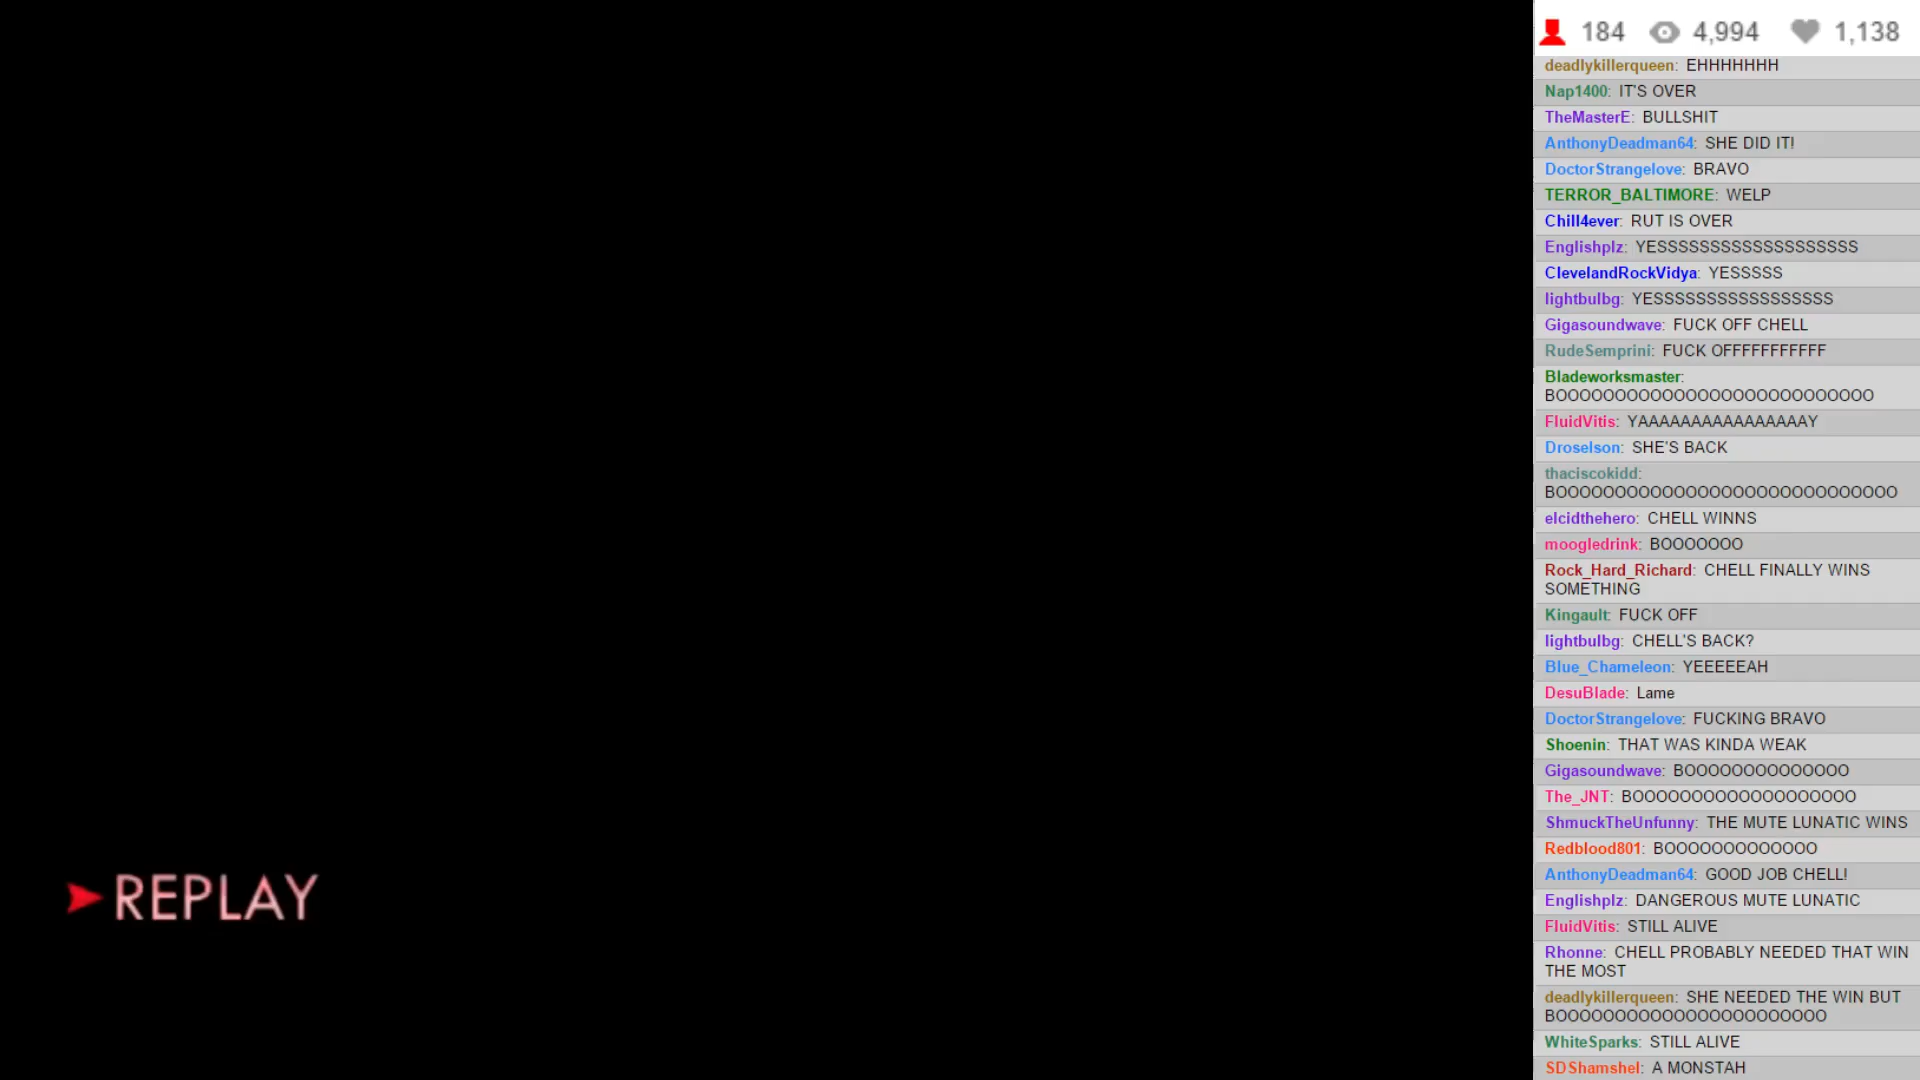 184 4,994 1,138
deadlykillerqueen: EHHHHHHH
Nap1400: IT'S OVER
TheMasterE: BULLSHIT
AnthonyDeadman64: SHE DID IT!
DoctorStrangelove: BRAVO
TERROR_BALTIMORE: WELP
Chill4ever: RUT IS OVER
Englishplz: YESSSSSSSSSSSSSSSSSSS
ClevelandRockVidya: YESSSSS
lightbulbg: YESSSSSSSSSSSSSSSSS
Gigasoundwave: FUCK OFF CHELL
RudeSemprini: FUCK OFFFFFFFFFFF
Bladeworksmaster:
BOOOOOOOOOOOOOOOOOOOOOOOOOOO
FluidVitis: YAAAAAAAAAAAAAAAAY
Droselson: SHE'S BACK
thaciscokidd:
BOOOOOOOOOOOOOOOOOOOOOOOOOOOOO
elcidthehero: CHELL WINNS
moogledrink: BOOOOOOO
Rock_Hard_Richard: CHELL FINALLY WINS
SOMETHING
Kingault: FUCK OFF
lightbulbg: CHELL'S BACK?
Blue_Chameleon: YEEEEEAH
DesuBlade: Lame
DoctorStrangelove: FUCKING BRAVO
Shoenin: THAT WAS KINDA WEAK
Gigasoundwave: BOOOOOOOOOOOOOO
The_JNT: BOOOOOOOOOOOOOOOOOOO
ShmuckTheUnfunny: THE MUTE LUNATIC WINS
Redblood801: BOOOOOOOOOOOOO
AnthonyDeadman64: GOOD JOB CHELL!
Englishplz: DANGEROUS MUTE LUNATIC
FluidVitis: STILL ALIVE
Rhonne: CHELL PROBABLY NEEDED THAT WIN
THE MOST
deadlykillerqueen: SHE NEEDED THE WIN BUT
BOOOOOOOOOOOOOOOOOOOOOOO
WhiteSparks: STILL ALIVE
SDShamshel: A MONSTAH
REPLAY